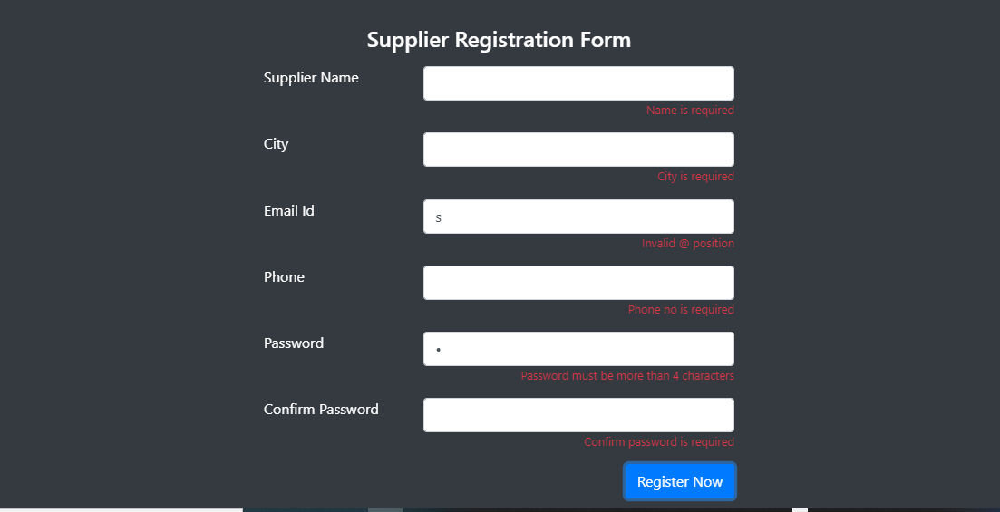 Supplier Registration Form
Supplier Name
Name is required
City
City is required
Email Id
s
Invalid @ position
Phone
Phone no is required
Password
•
Password must be more than 4 characters
Confirm Password
Confirm password is required
Register Now